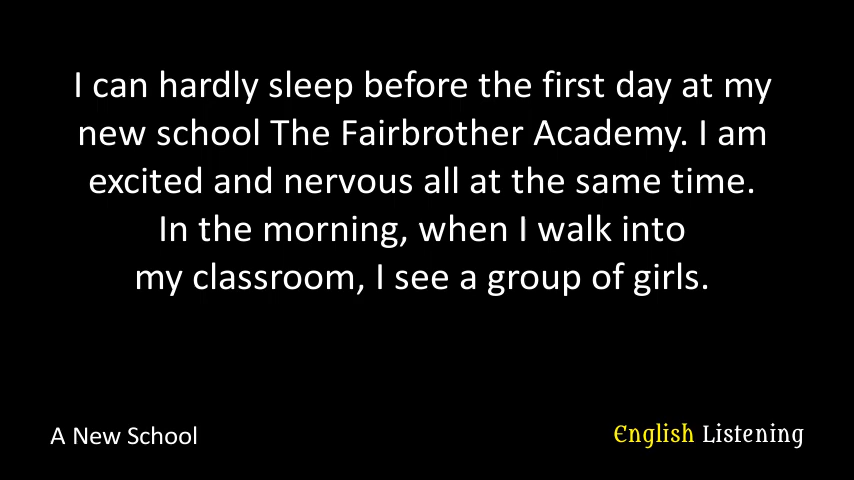 I can hardly sleep before the first day at my
new school The Fairbrother Academy. I am
excited and nervous all at the same time.
In the morning, when I walk into
my classroom, I see a group of girls.
A New School
English Listening